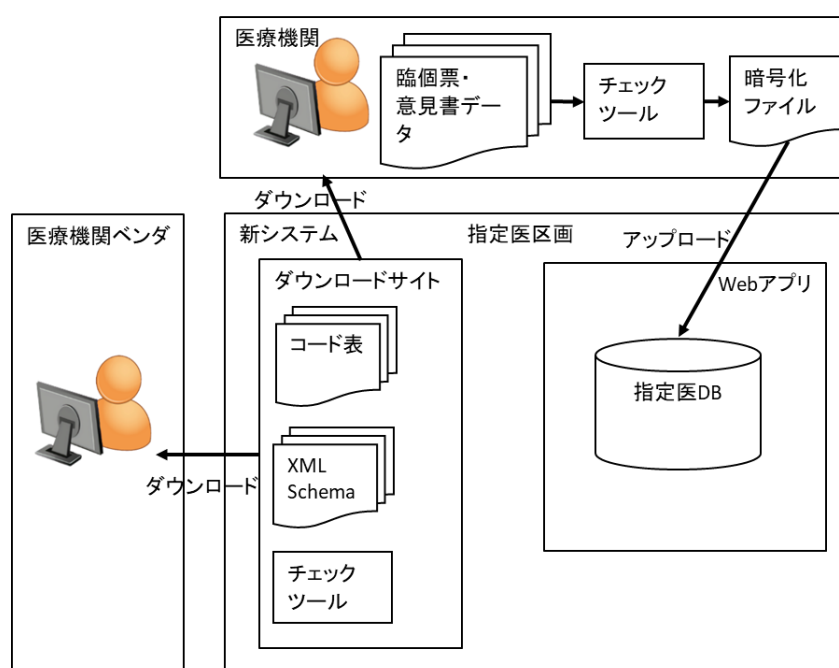 医療機関
臨個票・
意見書デー
タ
チェック
ツール
暗号化
ファイル
ダウンロード
アップロード
医療機関ベンダ
新システム
指定医区画
ダウンロードサイト
コード表
XML
Schema
チェック
ツール
ダウンロード
Webアプリ
指定医DB